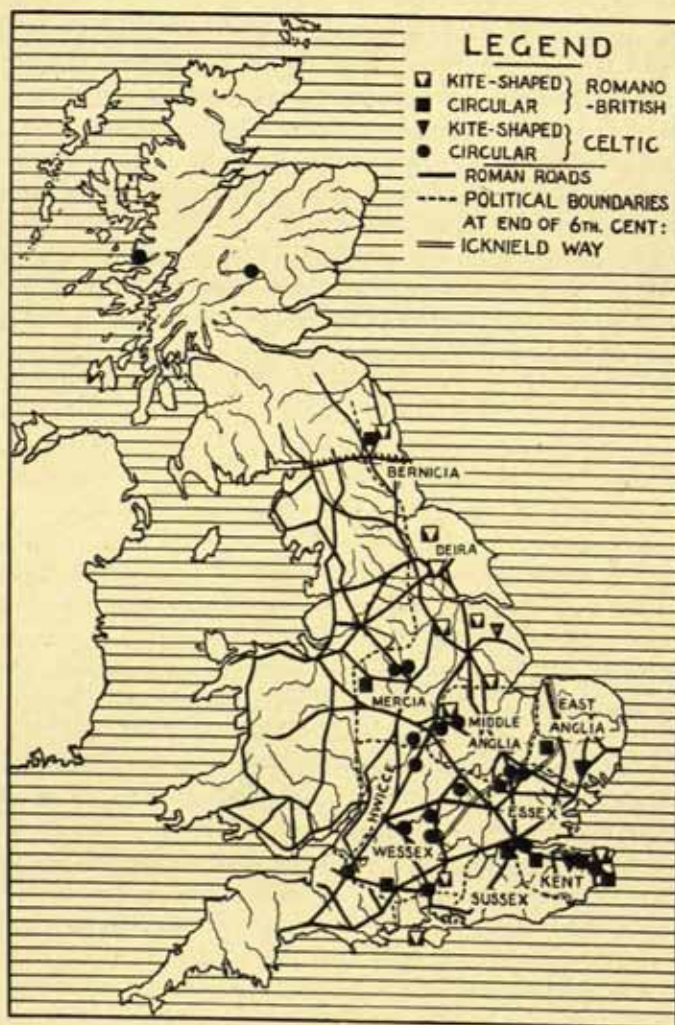 LEGEND
KITE-SHAPED } ROMANO
CIRCULAR } -BRITISH
KITE-SHAPED } CELTIC
CIRCULAR }
ROMAN ROADS
POLITICAL BOUNDARIES
AT END OF 6TH. CENT:
ICKNIELD WAY
BERNICIA
DEIRA
MERCIA
EAST
ANGLIA
MIDDLE
ANGLIA
HWICCE
ESSEX
WESSEX
KENT
SUSSEX